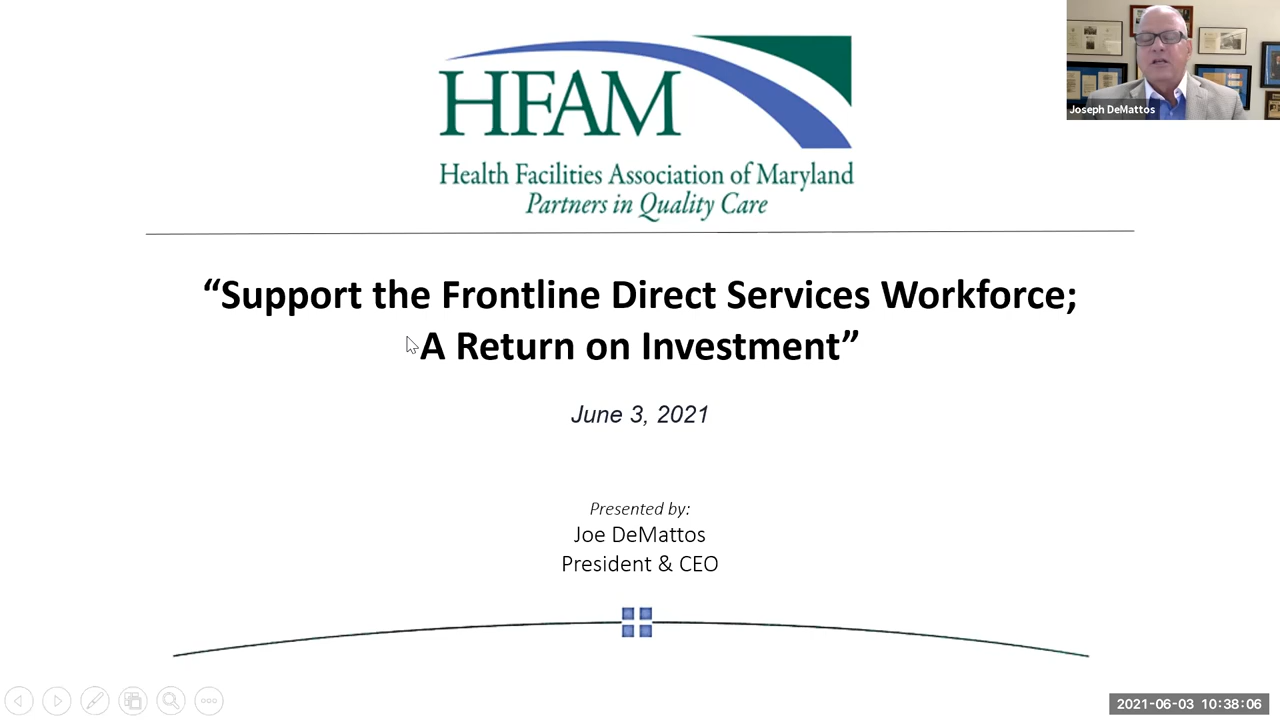 HFAM
Health Facilities Association of Maryland
Partners in Quality Care
Joseph DeMattos
“Support the Frontline Direct Services Workforce;
A Return on Investment”
June 3, 2021
Presented by:
Joe DeMattos
President & CEO
2021-06-03 10:38:06